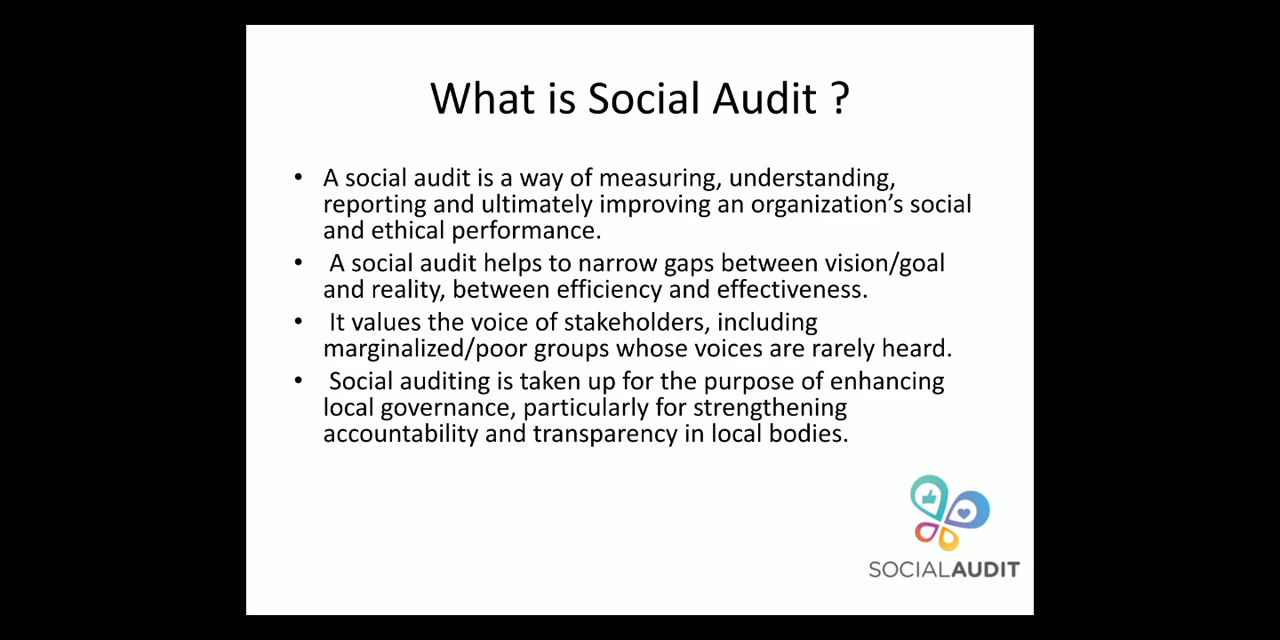 What is Social Audit ?
• A social audit is a way of measuring, understanding,
reporting and ultimately improving an organization’s social
and ethical performance.
• A social audit helps to narrow gaps between vision/goal
and reality, between efficiency and effectiveness.
• It values the voice of stakeholders, including
marginalized/poor groups whose voices are rarely heard.
• Social auditing is taken up for the purpose of enhancing
local governance, particularly for strengthening
accountability and transparency in local bodies.
SOCIALAUDIT